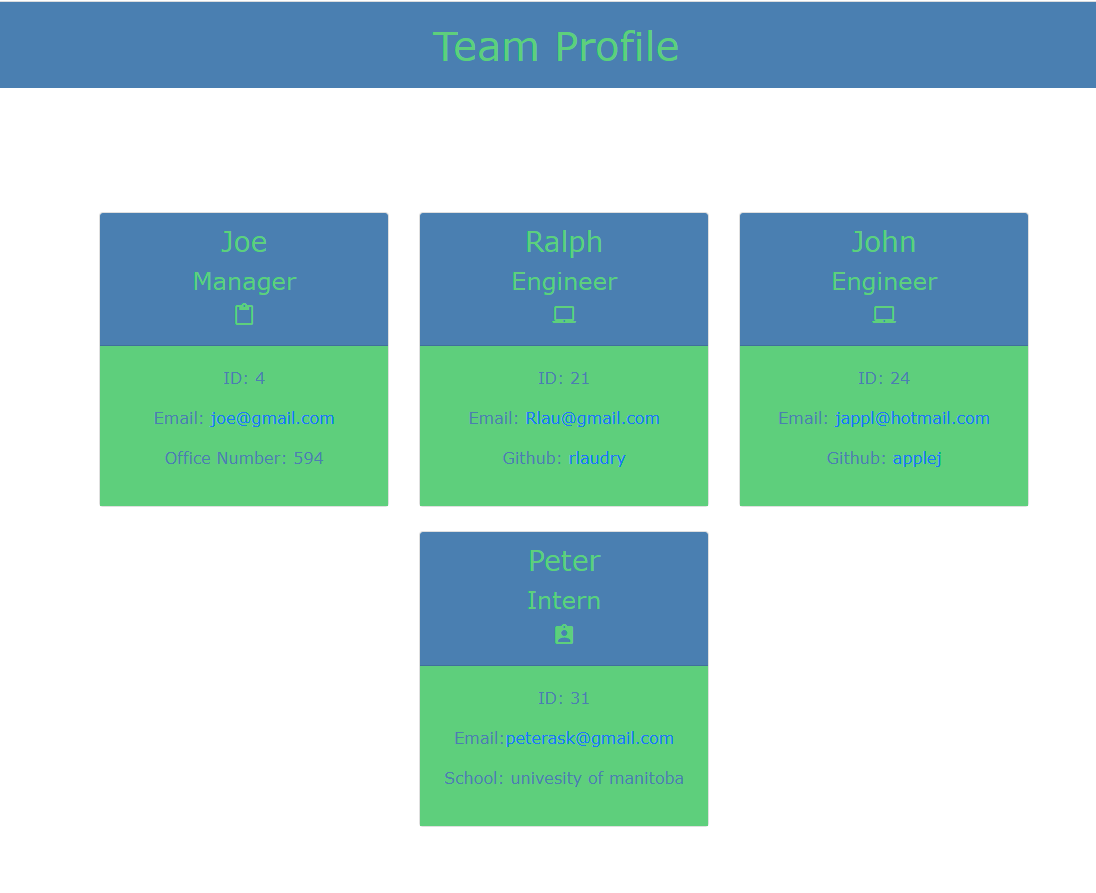 Team Profile
Joe
Manager
ID: 4
Email: joe@gmail.com
Office Number: 594
Ralph
Engineer
ID: 21
Email: Rlau@gmail.com
Github: rlaudry
John
Engineer
ID: 24
Email: jappl@hotmail.com
Github: applej
Peter
Intern
ID: 31
Email:peterask@gmail.com
School: univesity of manitoba